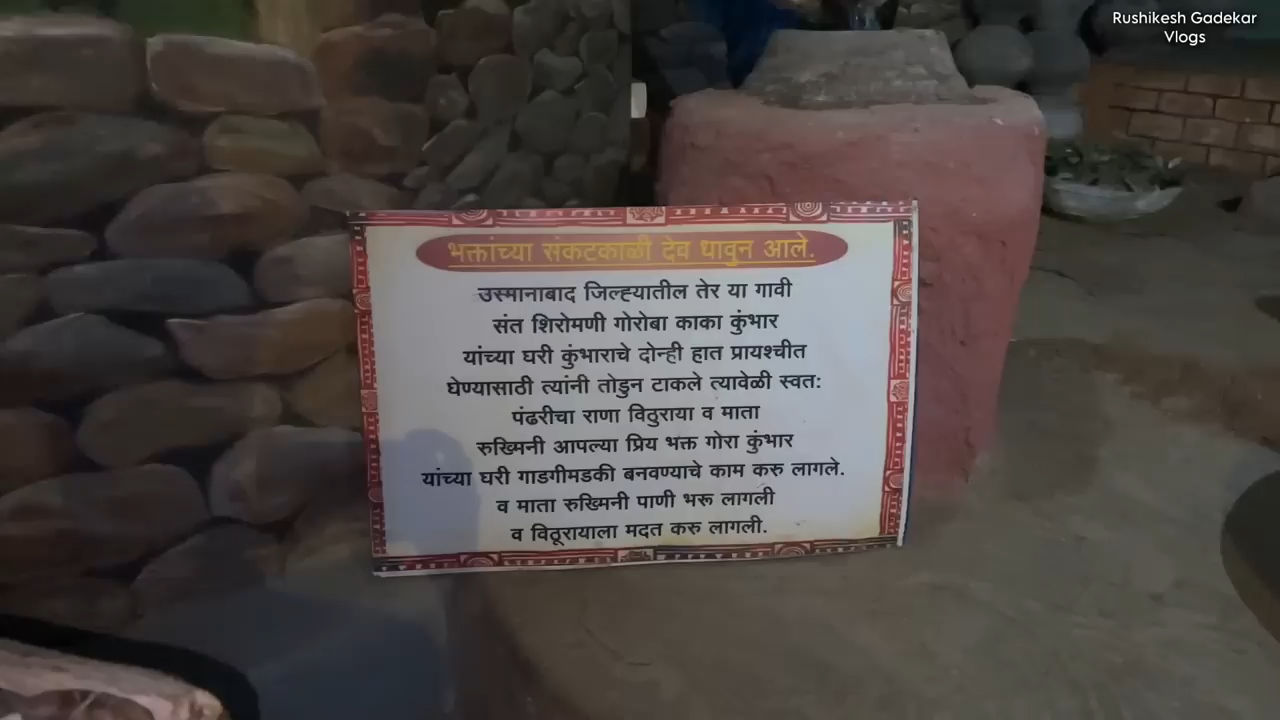 Rushikesh Gadekar
Vlogs
भक्तांच्या संकटकाळी देव धावुन आले.
उस्मानाबाद जिल्ह्यातील तेर या गावी
संत शिरोमणी गोरोबा काका कुंभार
यांच्या घरी कुंभाराचे दोन्ही हात प्रायश्चीत
घेण्यासाठी त्यांनी तोडुन टाकले त्यावेळी स्वत:
पंढरीचा राणा विठुराया व माता
रुख्मिनी आपल्या प्रिय भक्त गोरा कुंभार
यांच्या घरी गाडगीमडकी बनवण्याचे काम करु लागले.
व माता रुख्मिनी पाणी भरू लागली
व विठूरायाला मदत करु लागली.